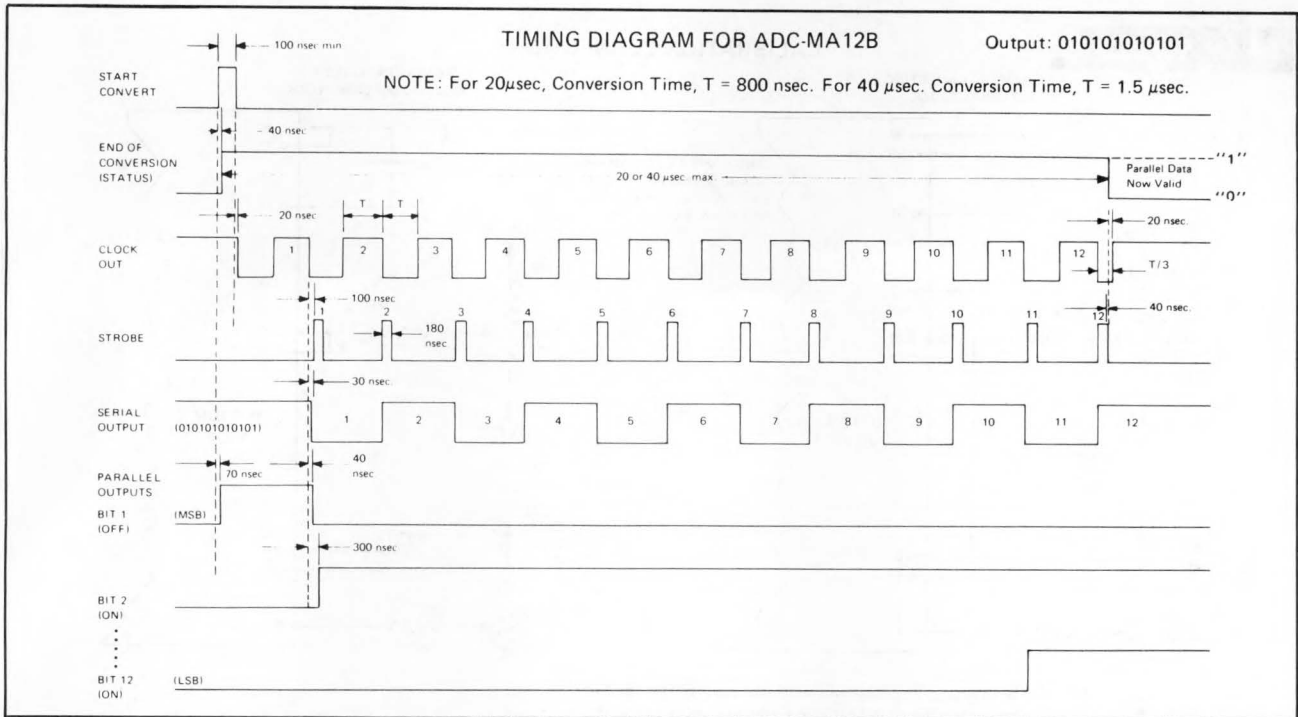 TIMING DIAGRAM FOR ADC-MA12B
Output: 010101010101
NOTE: For 20µsec, Conversion Time, T = 800 nsec. For 40 µsec. Conversion Time, T = 1.5 µsec.
100 nsec min
START
CONVERT
40 nsec
END OF
CONVERSION
(STATUS)
20 or 40 µsec. max.
Parallel Data
Now Valid
"1"
"0"
20 nsec
T T
20 nsec.
CLOCK
OUT
1 2 3 4 5 6 7 8 9 10 11 12
T/3
100 nsec
40 nsec.
STROBE
1 2 3 4 5 6 7 8 9 10 11 12
180
nsec
30 nsec.
SERIAL
OUTPUT
(010101010101)
1 2 3 4 5 6 7 8 9 10 11 12
70 nsec
40
nsec
PARALLEL
OUTPUTS
BIT 1 (MSB)
(OFF)
300 nsec
BIT 2
(ON)
BIT 12 (LSB)
(ON)